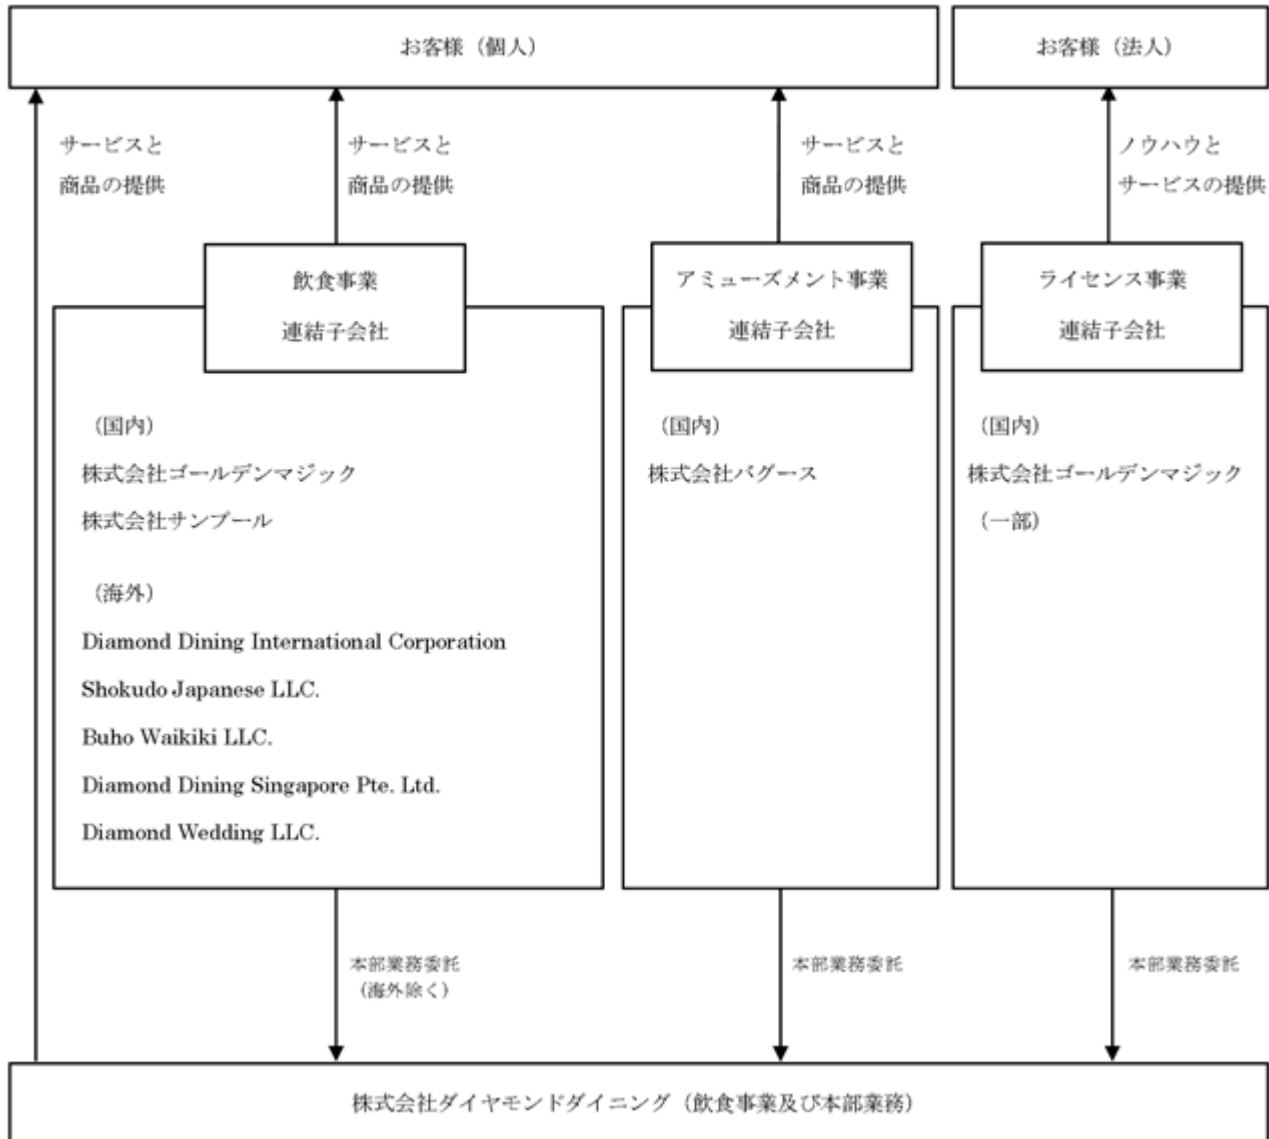 お客様（個人）
お客様（法人）
サービスと
商品の提供
サービスと
商品の提供
サービスと
商品の提供
ノウハウと
サービスの提供
飲食事業
連結子会社
アミューズメント事業
連結子会社
ライセンス事業
連結子会社
（国内）
株式会社ゴールデンマジック
株式会社サンプール
（海外）
Diamond Dining International Corporation
Shokudo Japanese LLC.
Buho Waikiki LLC.
Diamond Dining Singapore Pte. Ltd.
Diamond Wedding LLC.
（国内）
株式会社バグース
（国内）
株式会社ゴールデンマジック
（一部）
本部業務委託
（海外除く）
本部業務委託
本部業務委託
株式会社ダイヤモンドダイニング（飲食事業及び本部業務）